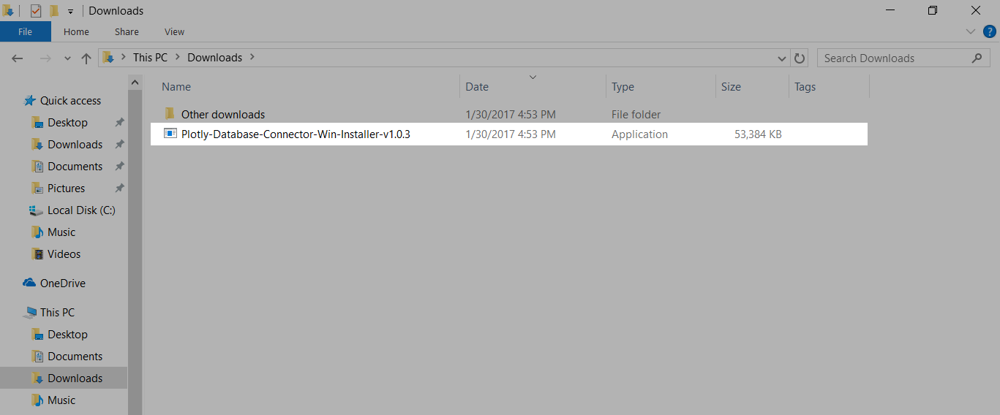 Downloads
File Home Share View
This PC Downloads Search Downloads
Name Date Type Size Tags
Other downloads 1/30/2017 4:53 PM File folder
Plotly-Database-Connector-Win-Installer-v1.0.3 1/30/2017 4:53 PM Application 53,384 KB
Quick access
Desktop
Downloads
Documents
Pictures
Local Disk (C:)
Music
Videos
OneDrive
This PC
Desktop
Documents
Downloads
Music